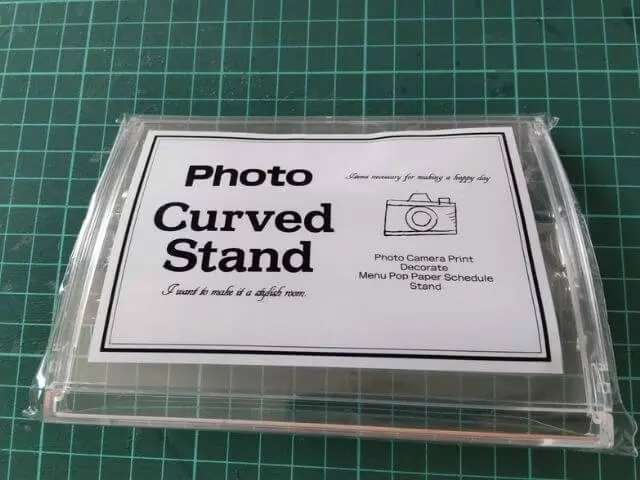 Photo
Curved
Stand
I want to make it a stylish room.
Items necessary for making a happy day
Photo Camera Print
Decorate
Menu Pop Paper Schedule
Stand